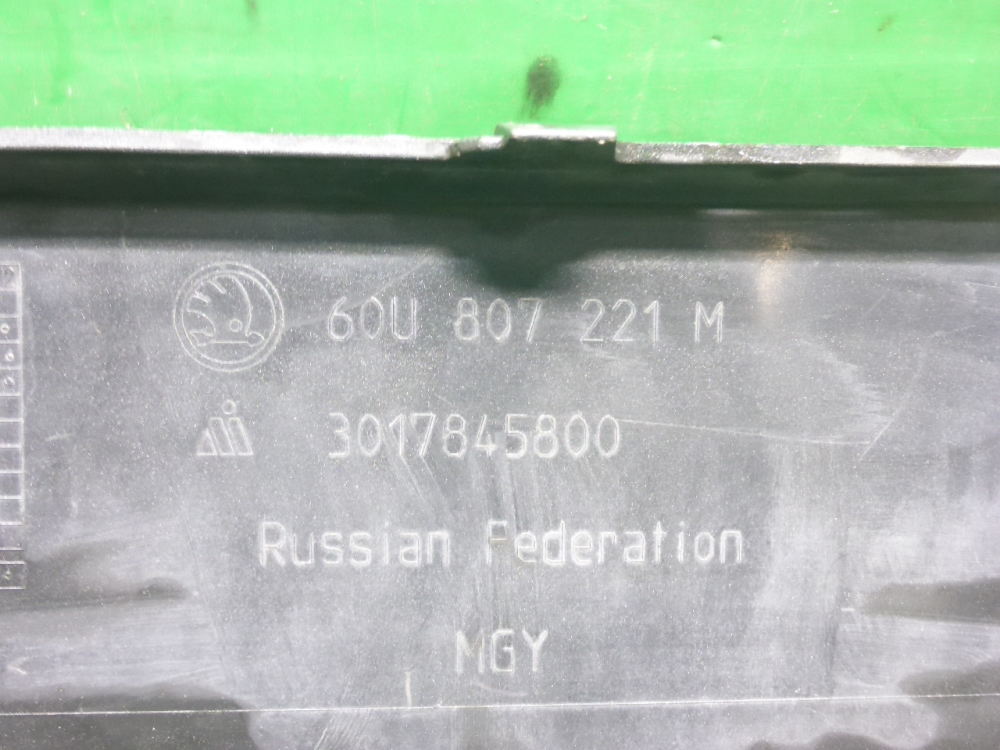 60U 807 221 M
3017845800
Russian Federation
MGY